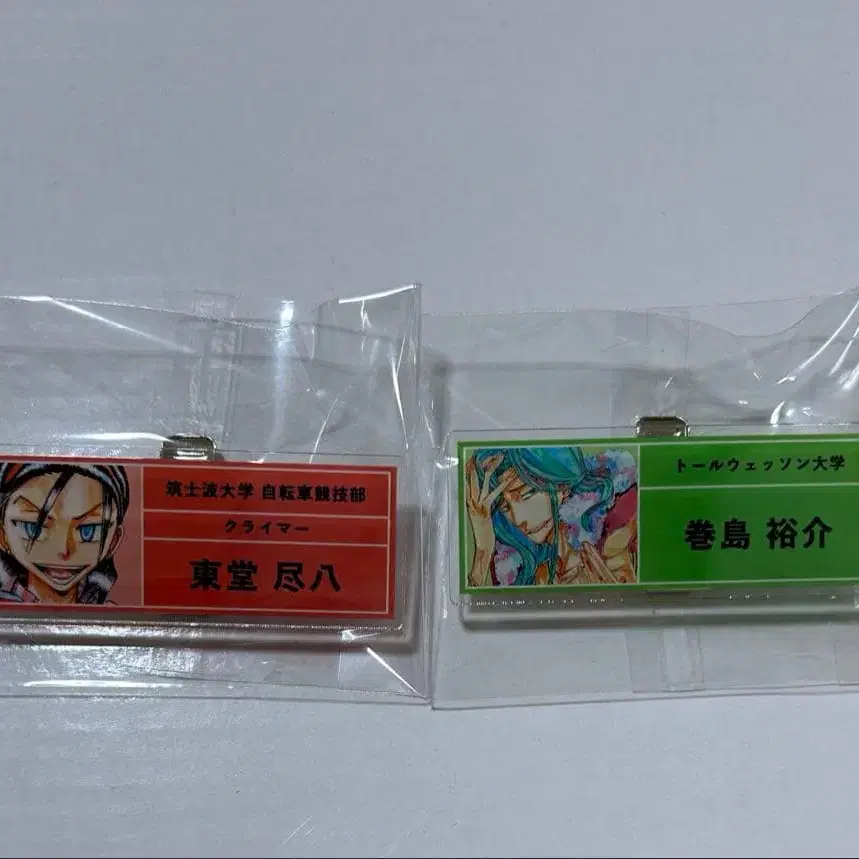 筑士波大学 自転車競技部
クライマー
東堂 尽八
トールウェッソン大学
巻島 裕介